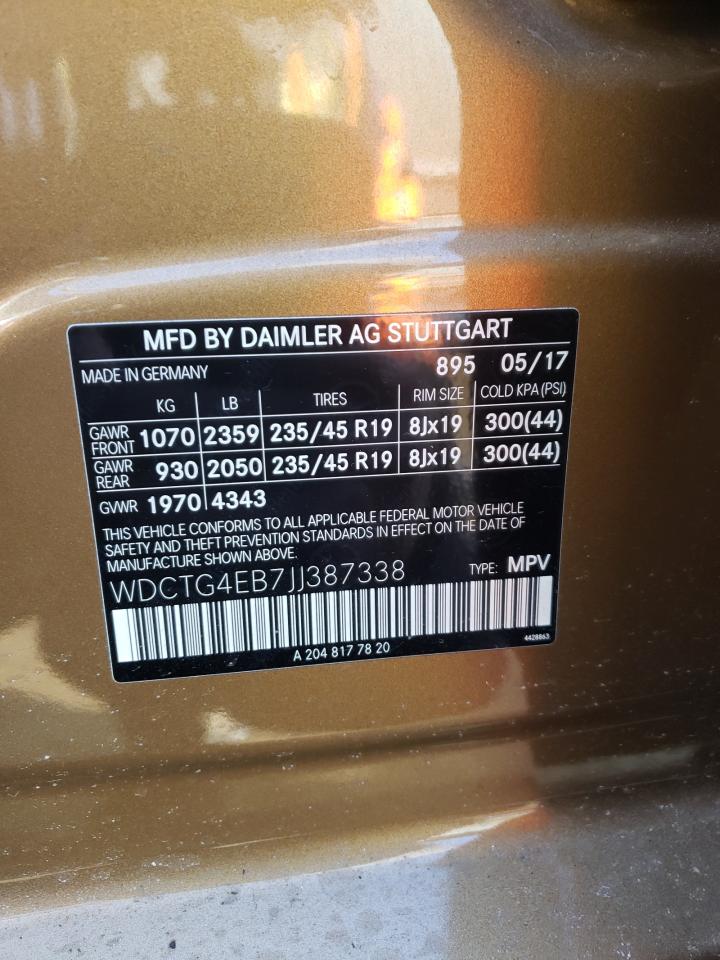 MFD BY DAIMLER AG STUTTGART
MADE IN GERMANY 895 05/17
KG LB TIRES RIM SIZE COLD KPA (PSI)
GAWR FRONT 1070 2359 235/45 R19 8Jx19 300(44)
GAWR REAR 930 2050 235/45 R19 8Jx19 300(44)
GVWR 1970 4343
THIS VEHICLE CONFORMS TO ALL APPLICABLE FEDERAL MOTOR VEHICLE
SAFETY AND THEFT PREVENTION STANDARDS IN EFFECT ON THE DATE OF
MANUFACTURE SHOWN ABOVE.
WDCTG4EB7JJ387338 TYPE: MPV
A 204 817 78 20 4428863